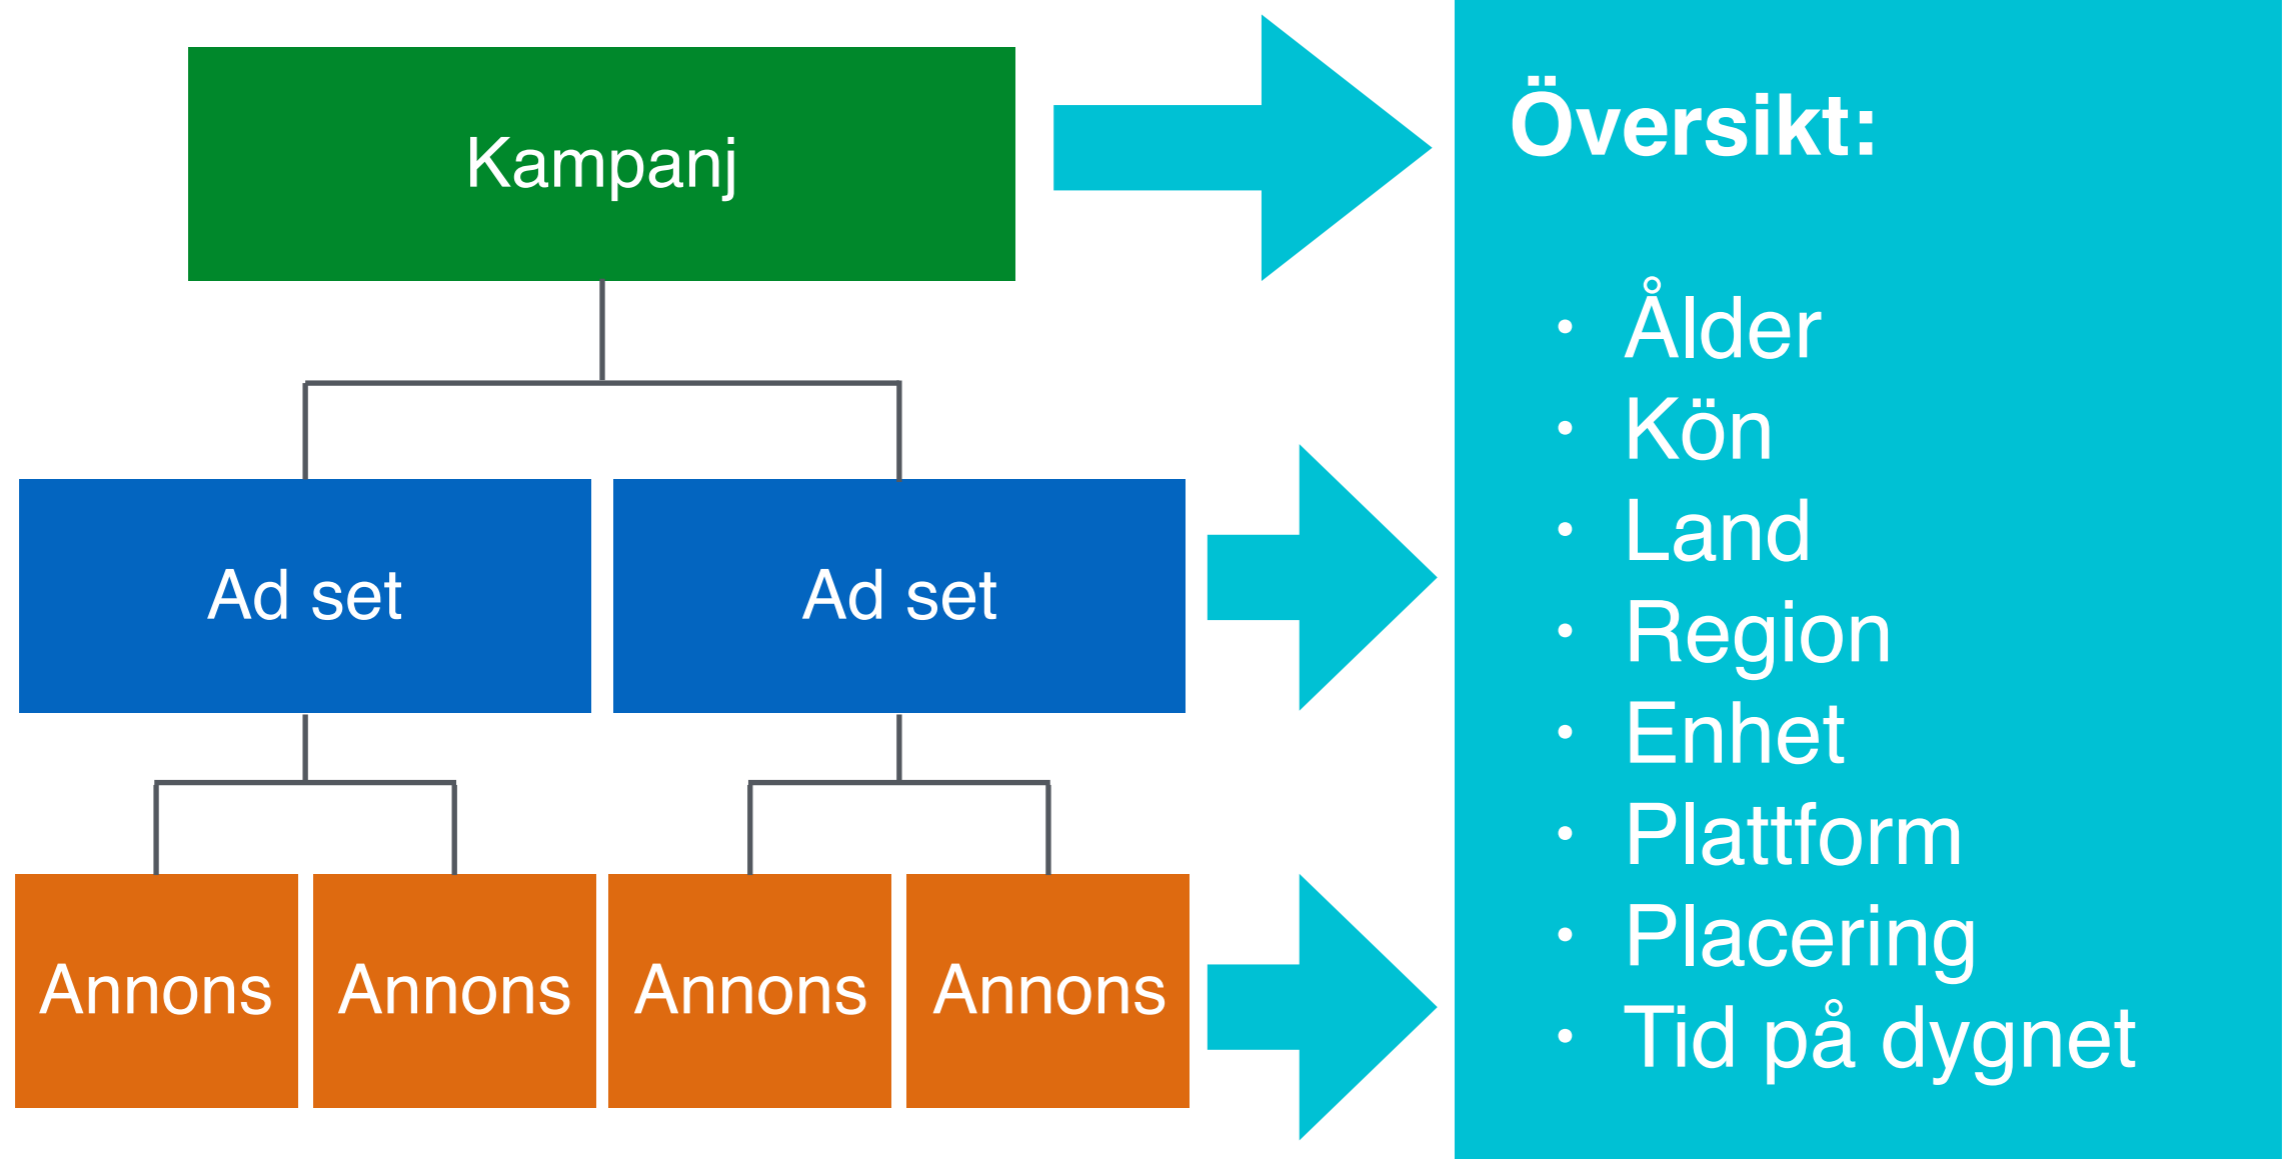 Kampanj
Ad set
Ad set
Annons
Annons
Annons
Annons
Översikt:
• Ålder
• Kön
• Land
• Region
• Enhet
• Plattform
• Placering
• Tid på dygnet